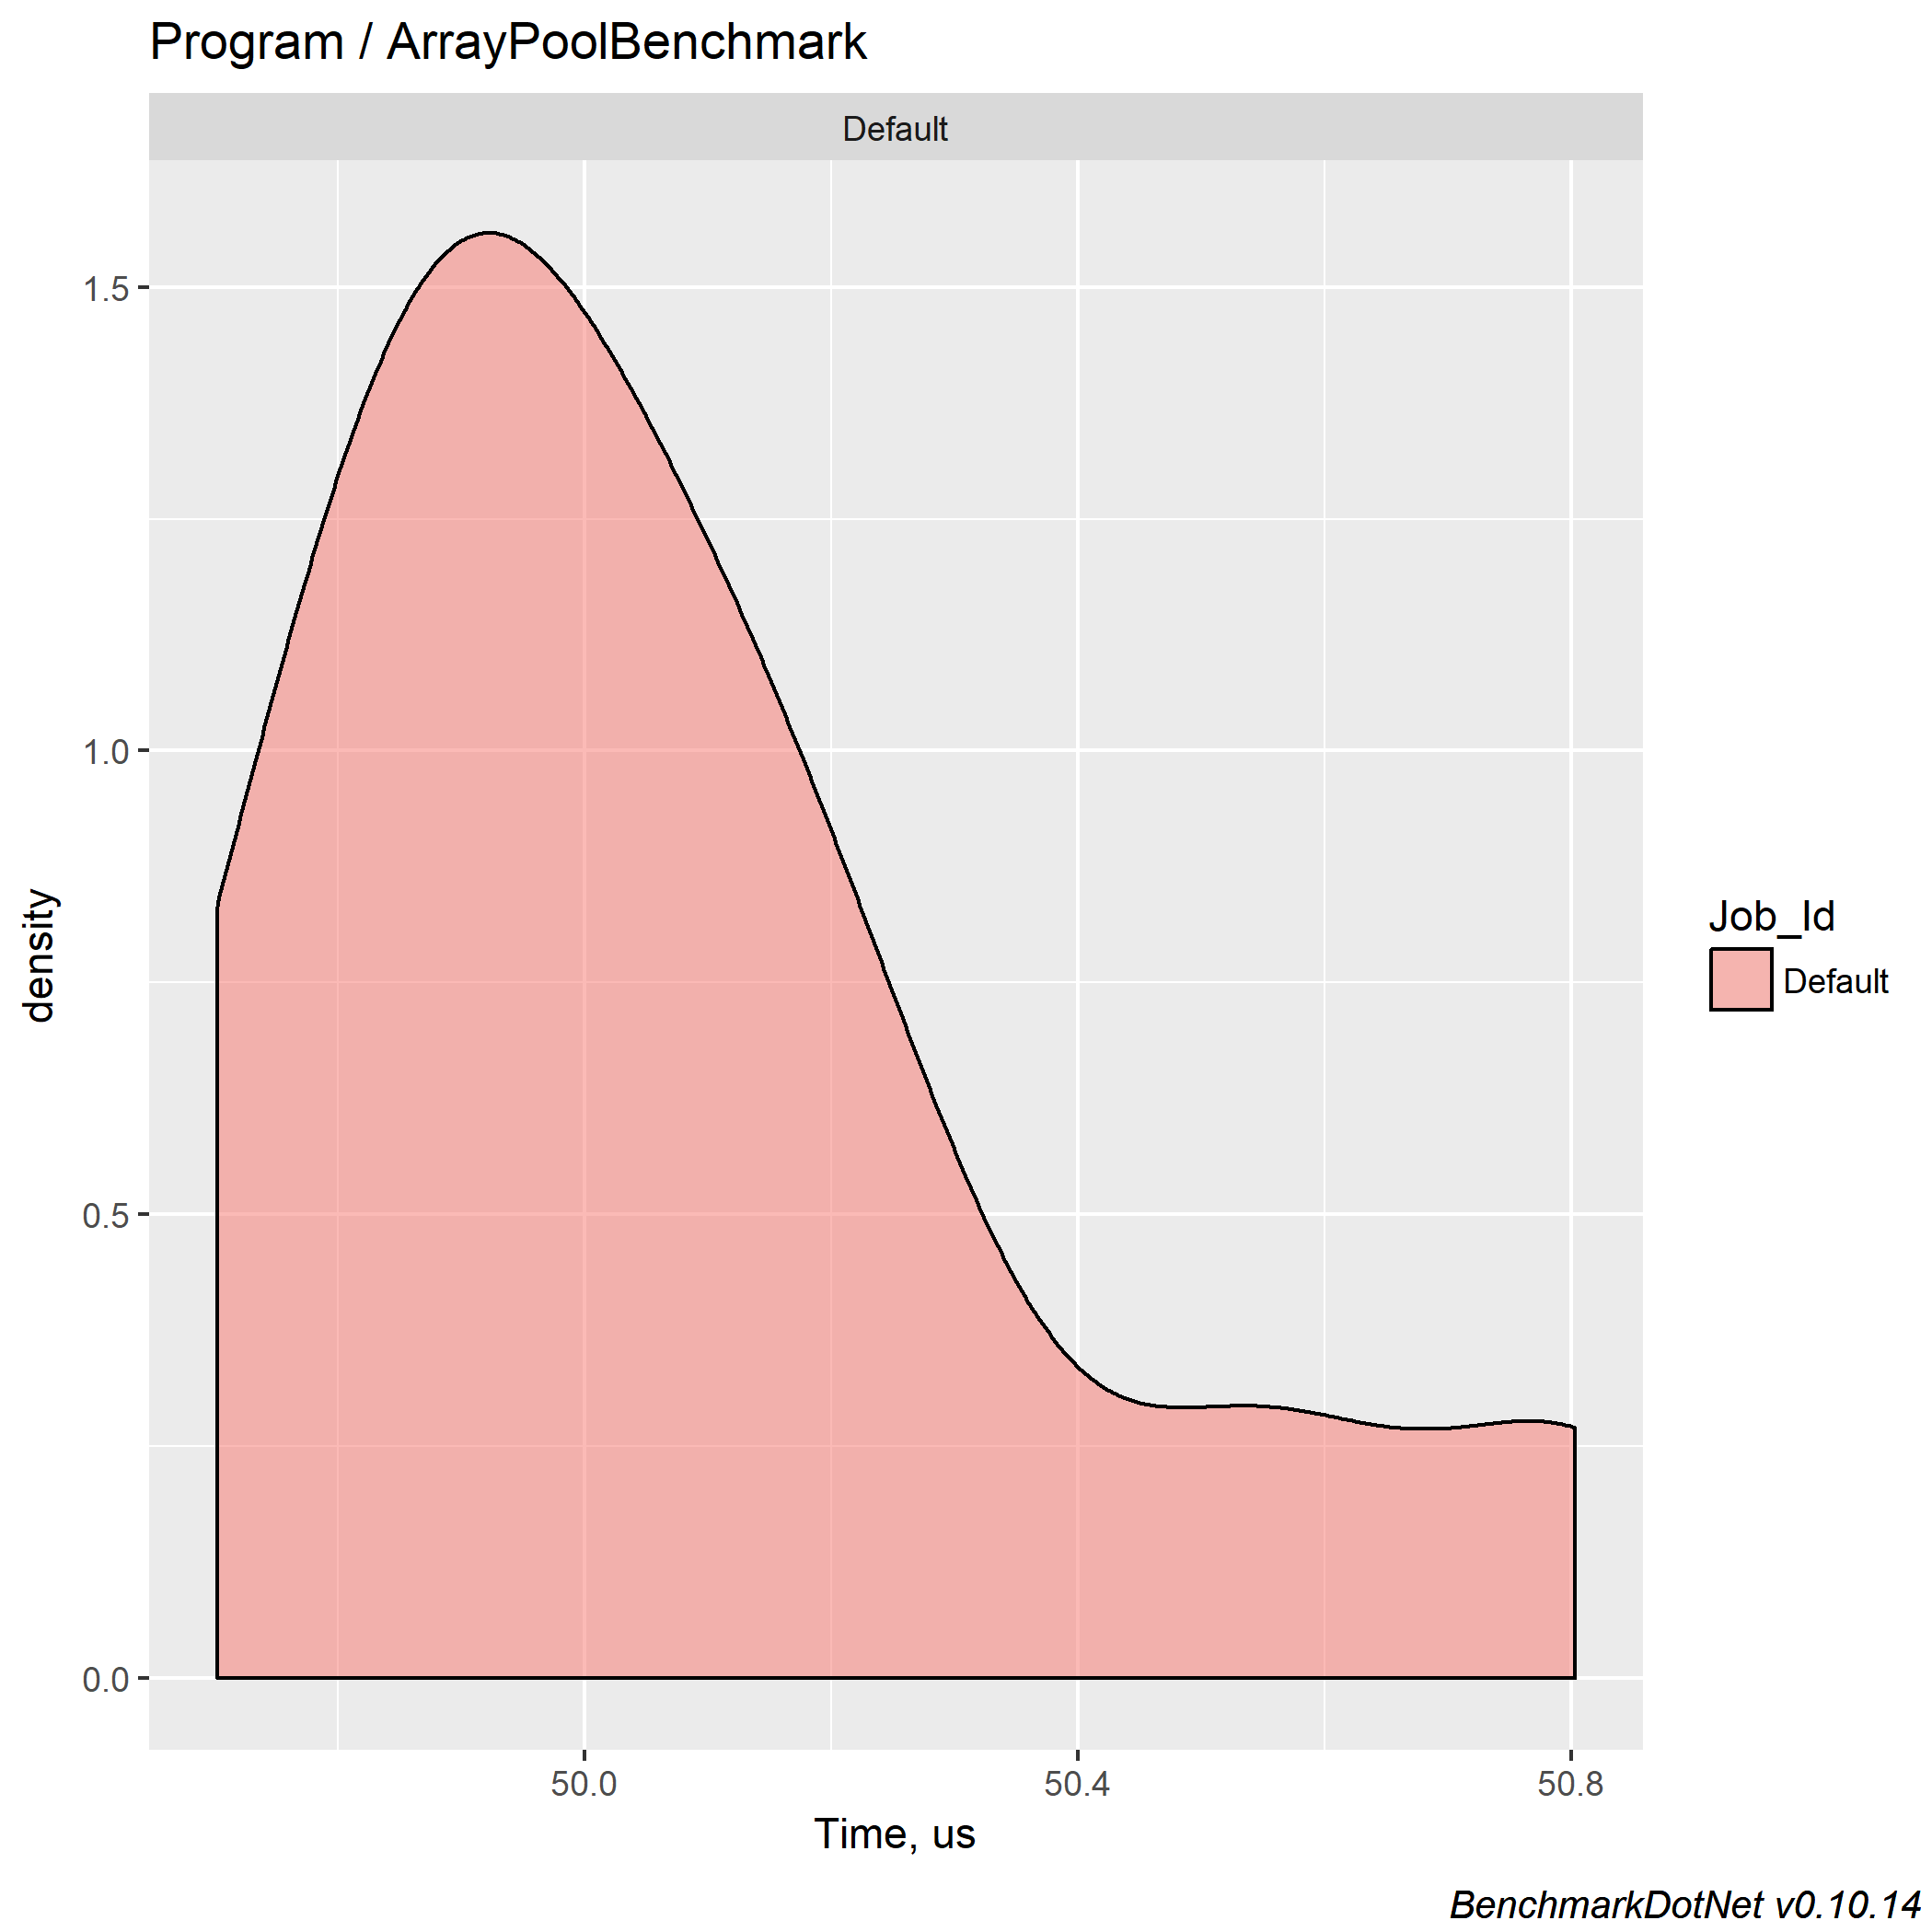 Program / ArrayPoolBenchmark
Default
1.5
1.0
0.5
0.0
density
50.0
50.4
50.8
Time, us
Job_Id
Default
BenchmarkDotNet v0.10.14